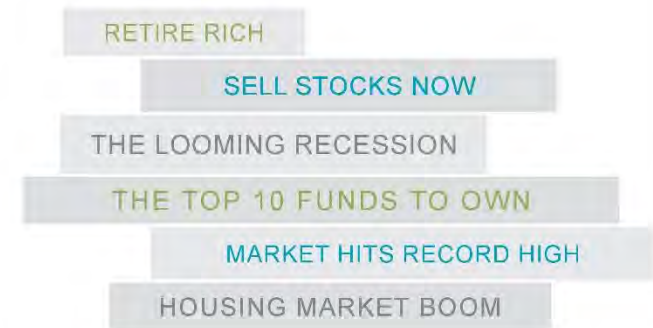 RETIRE RICH
SELL STOCKS NOW
THE LOOMING RECESSION
THE TOP 10 FUNDS TO OWN
MARKET HITS RECORD HIGH
HOUSING MARKET BOOM